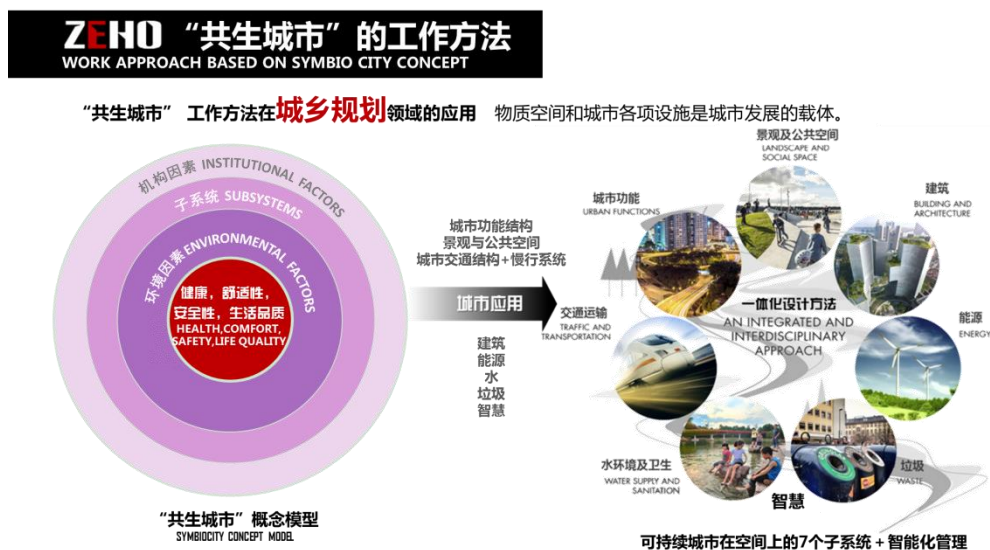 ZEHO “共生城市”的工作方法
WORK APPROACH BASED ON SYMBIO CITY CONCEPT
“共生城市” 工作方法在城乡规划领域的应用 物质空间和城市各项设施是城市发展的载体。
机构因素 INSTITUTIONAL FACTORS
子系统 SUBSYSTEMS
环境因素 ENVIRONMENTAL FACTORS
健康，舒适性，
安全性，生活品质
HEALTH,COMFORT,
SAFETY,LIFE QUALITY
“共生城市”概念模型
SYMBIOCITY CONCEPT MODEL
城市功能结构
景观与公共空间
城市交通结构+慢行系统
城市应用
建筑
能源
水
垃圾
智慧
景观及公共空间
LANDSCAPE AND
SOCIAL SPACE
城市功能
URBAN FUNCTIONS
建筑
BUILDING AND
ARCHITECTURE
交通运输
TRAFFIC AND
TRANSPORTATION
一体化设计方法
AN INTEGRATED AND
INTERDISCIPLINARY
APPROACH
能源
ENERGY
水环境及卫生
WATER SUPPLY AND
SANITATION
垃圾
WASTE
智慧
可持续城市在空间上的7个子系统+智能化管理